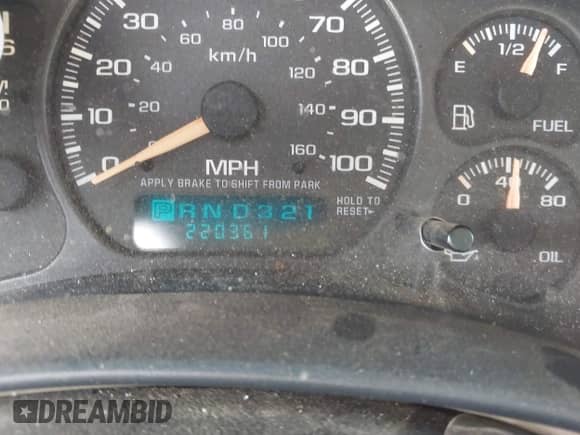 30
70
20
80
10
90
0
100
20
40
60
80
100
120
140
160
km/h
MPH
APPLY BRAKE TO SHIFT FROM PARK
PRND321
220361
HOLD TO
RESET
E
1/2
F
FUEL
0
40
80
OIL
DREAMBID